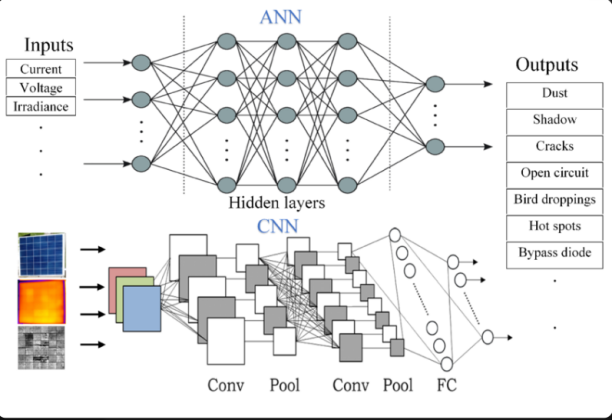 ANN
Inputs
Current
Voltage
Irradiance
Outputs
Dust
Shadow
Cracks
Open circuit
Bird droppings
Hot spots
Bypass diode
Hidden layers
CNN
Conv Pool Conv Pool FC